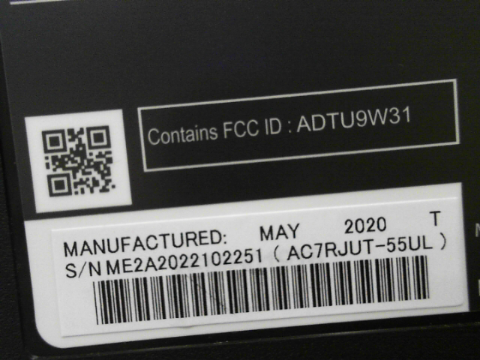 Contains FCC ID : ADTU9W31
MANUFACTURED: MAY 2020 T
S/N ME2A2022102251 ( AC7RJUT-55UL )